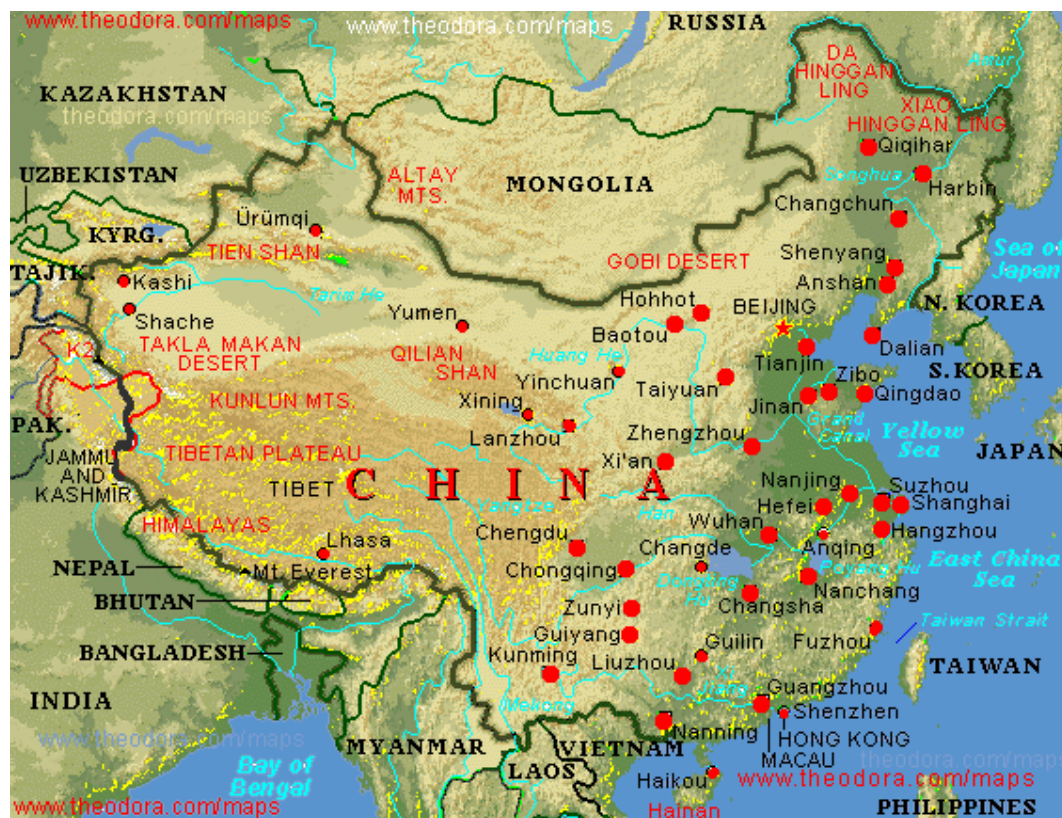 www.theodora.com/maps
www.theodora.com/maps
RUSSIA
DA
HINGGAN
LING
Amur
KAZAKHSTAN
theodora.com/maps
XIAO
HINGGAN LING
Qiqihar
UZBEKISTAN
ALTAY
MTS.
MONGOLIA
Songhua
Harbin
Changchun
Ürümqi
KYRG.
TIEN SHAN
GOBI DESERT
Shenyang
Sea of
Japan
TAJIK.
Kashi
Anshan
Tarim He
Hohhot
BEIJING
N. KOREA
Shache
Yumen
Baotou
K2
TAKLA MAKAN
DESERT
QILIAN
SHAN
Huang He
Tianjin
Dalian
S. KOREA
Yinchuan
Taiyuan
Zibo
KUNLUN MTS.
Xining
Jinan
Qingdao
PAK.
Lanzhou
Grand
Canal
Yellow
Sea
Zhengzhou
JAPAN
JAMMU
AND
KASHMIR
TIBETAN PLATEAU
Xi'an
TIBET
CHINA
Nanjing
Suzhou
Yangtze
Han
Hefei
Shanghai
HIMALAYAS
Chengdu
Wuhan
Hangzhou
Lhasa
Changde
Anqing
East China
Sea
NEPAL
Mt. Everest
Chongqing
Dongting
Hu
Poyang Hu
Nanchang
BHUTAN
Zunyi
Changsha
Taiwan Strait
Guiyang
Guilin
Fuzhou
BANGLADESH
Kunming
Liuzhou
TAIWAN
Xi
Jiang
INDIA
Mekong
Guangzhou
Shenzhen
www.theodora.com/maps
MYANMAR
VIETNAM
Nanning
HONG KONG
MACAU
theodora.com/maps
Bay of
Bengal
LAOS
Haikou
www.theodora.com/maps
www.theodora.com/maps
Hainan
PHILIPPINES